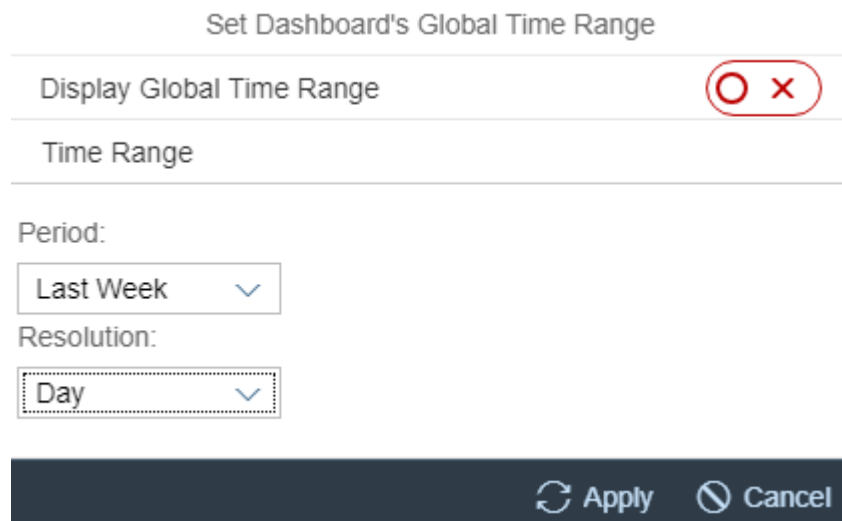 Set Dashboard's Global Time Range
Display Global Time Range
Time Range
Period:
Last Week
Resolution:
Day
Apply Cancel